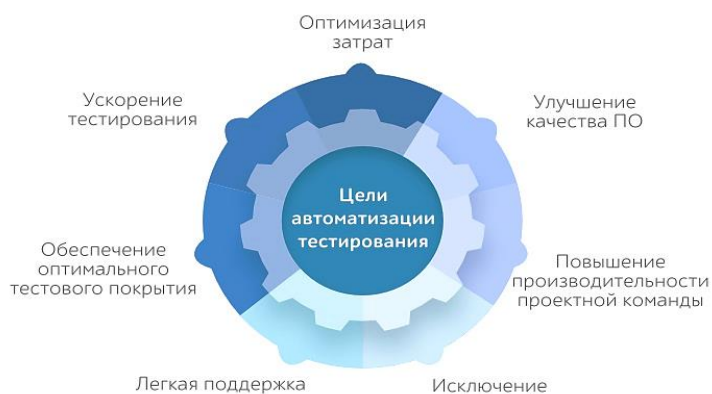 Оптимизация
затрат
Улучшение
качества ПО
Повышение
производительности
проектной команды
Исключение
Легкая поддержка
Обеспечение
оптимального
тестового покрытия
Ускорение
тестирования
Цели
автоматизации
тестирования